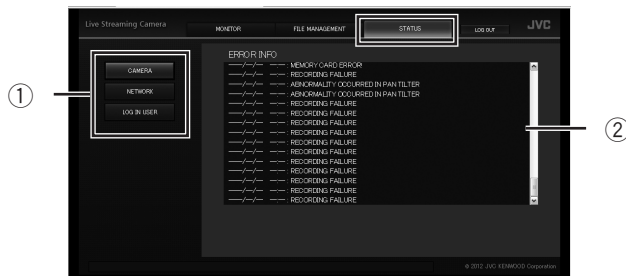 Live Streaming Camera
MONITOR
FILE MANAGEMENT
STATUS
LOG OUT
JVC
①
CAMERA
NETWORK
LOG IN USER
ERROR INFO
----/--/-- --:-- : MEMORY CARD ERROR!
----/--/-- --:-- : RECORDING FAILURE
----/--/-- --:-- : ABNORMALITY OCCURRED IN PAN TILTER
----/--/-- --:-- : ABNORMALITY OCCURRED IN PAN TILTER
----/--/-- --:-- : RECORDING FAILURE
----/--/-- --:-- : RECORDING FAILURE
----/--/-- --:-- : RECORDING FAILURE
----/--/-- --:-- : RECORDING FAILURE
----/--/-- --:-- : RECORDING FAILURE
----/--/-- --:-- : RECORDING FAILURE
----/--/-- --:-- : RECORDING FAILURE
----/--/-- --:-- : RECORDING FAILURE
----/--/-- --:-- : RECORDING FAILURE
----/--/-- --:-- : RECORDING FAILURE
----/--/-- --:-- : RECORDING FAILURE
②
© 2012 JVC KENWOOD Corporation